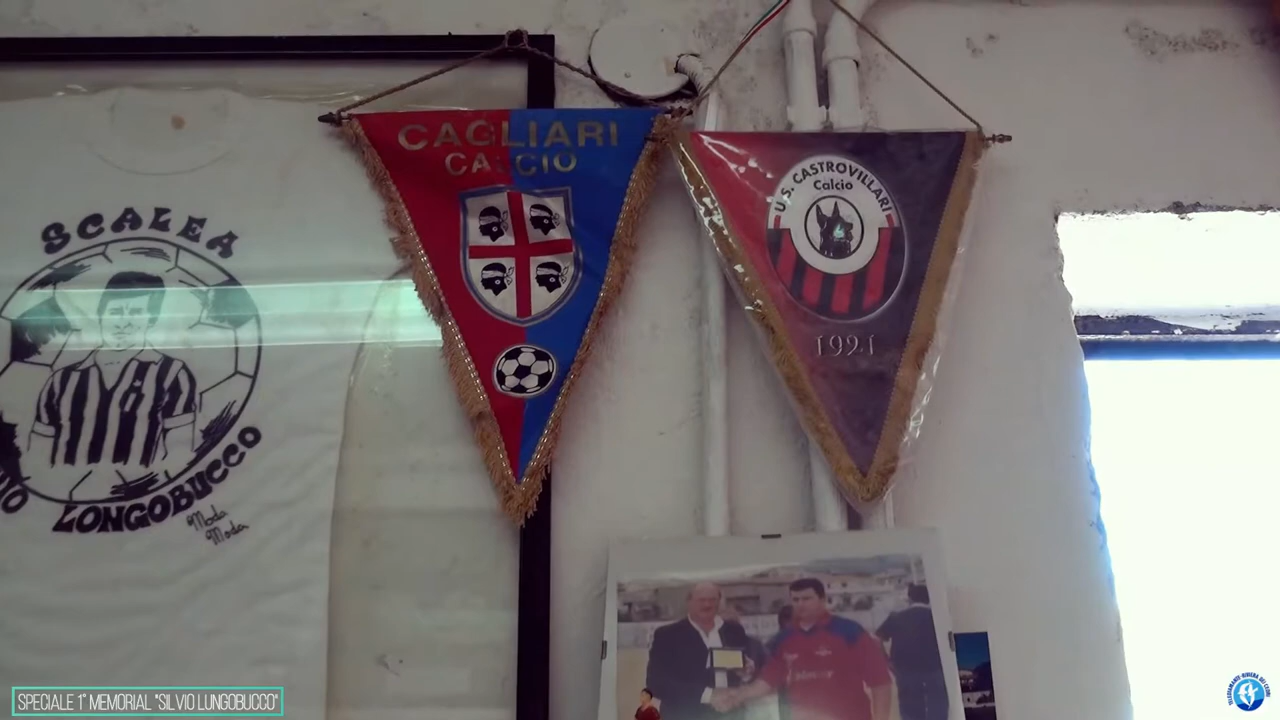 SCALEA
LONGOBUCCO
Moda
Moda
CAGLIARI
CALCIO
U.S. CASTROVILLARI
Calcio
1921
SPECIALE 1° MEMORIAL "SILVIO LUNGOBUCCO"